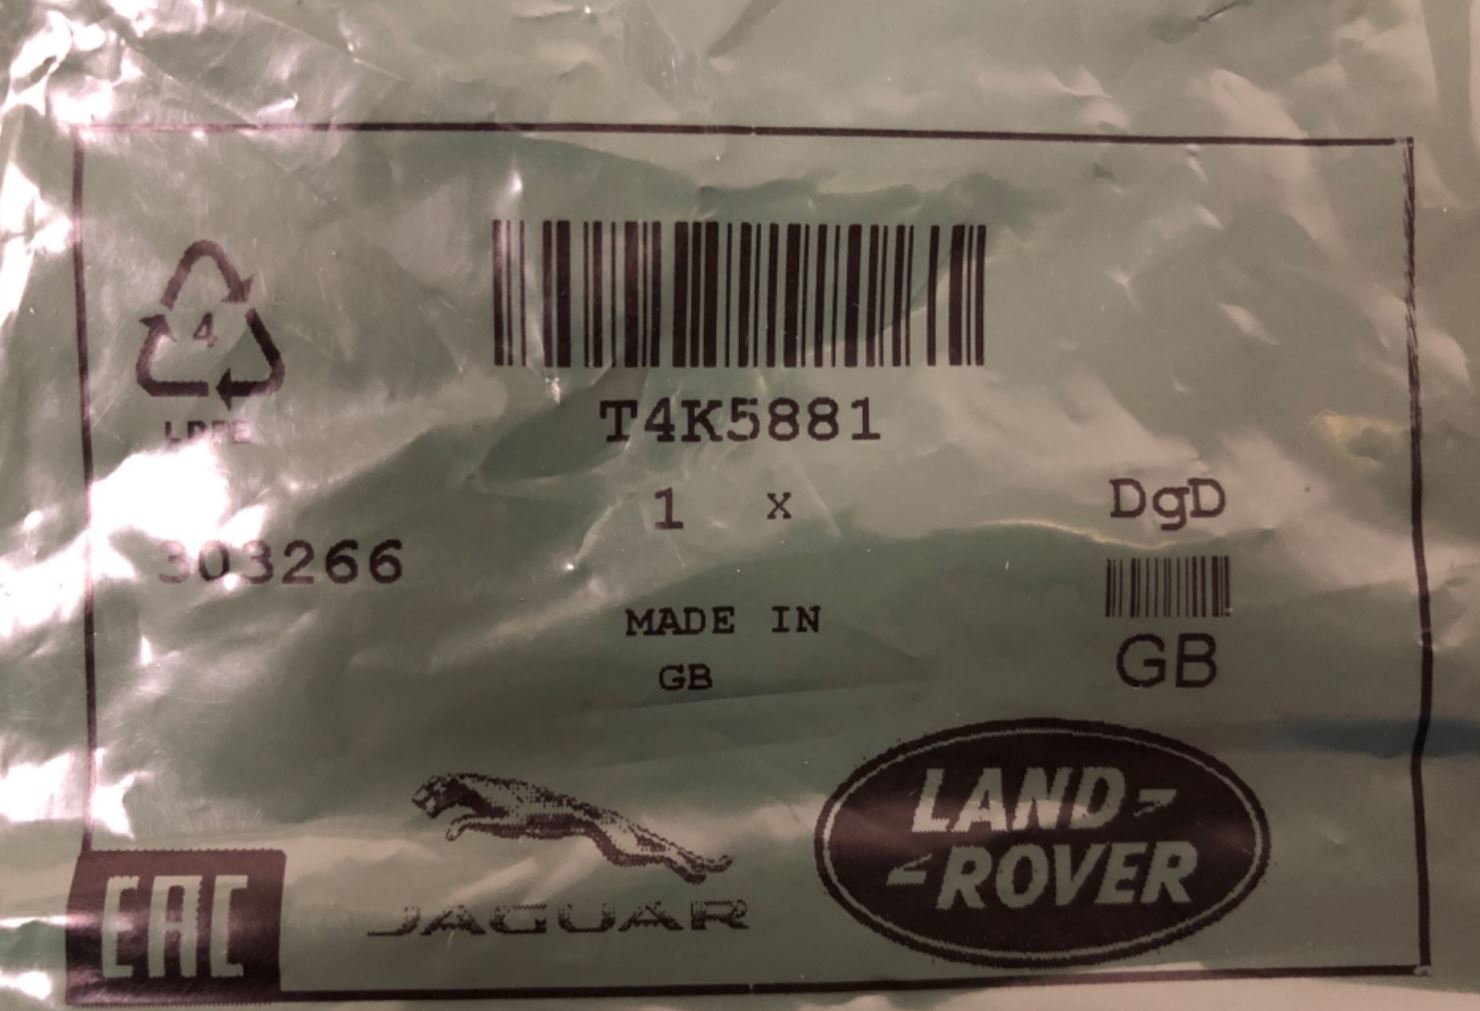 T4K5881
4
LDPE
1 x
DgD
303266
MADE IN
GB
GB
LAND-
-ROVER
JAGUAR
EAC